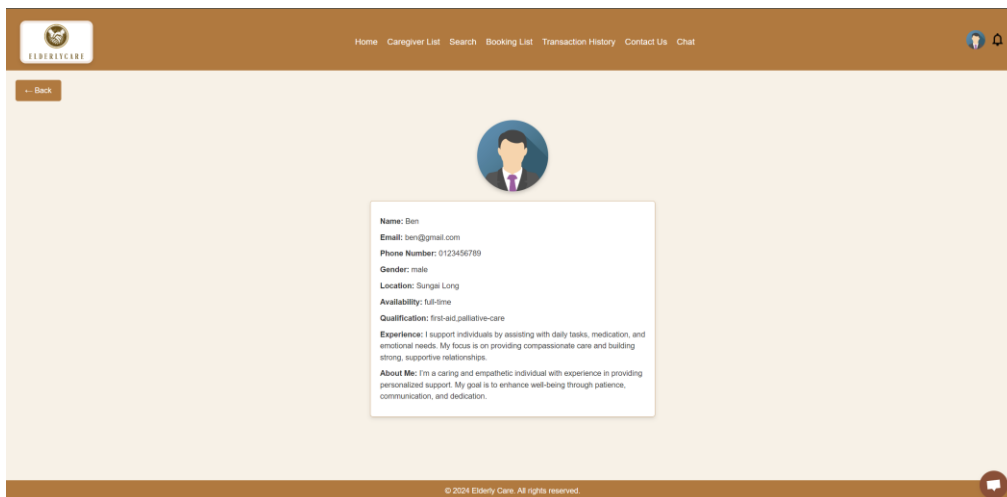 ELDERLYCARE
Home Caregiver List Search Booking List Transaction History Contact Us Chat
← Back
Name: Ben
Email: ben@gmail.com
Phone Number: 0123456789
Gender: male
Location: Sungai Long
Availability: full-time
Qualification: first-aid,palliative-care
Experience: I support individuals by assisting with daily tasks, medication, and
emotional needs. My focus is on providing compassionate care and building
strong, supportive relationships.
About Me: I'm a caring and empathetic individual with experience in providing
personalized support. My goal is to enhance well-being through patience,
communication, and dedication.
© 2024 Elderly Care. All rights reserved.